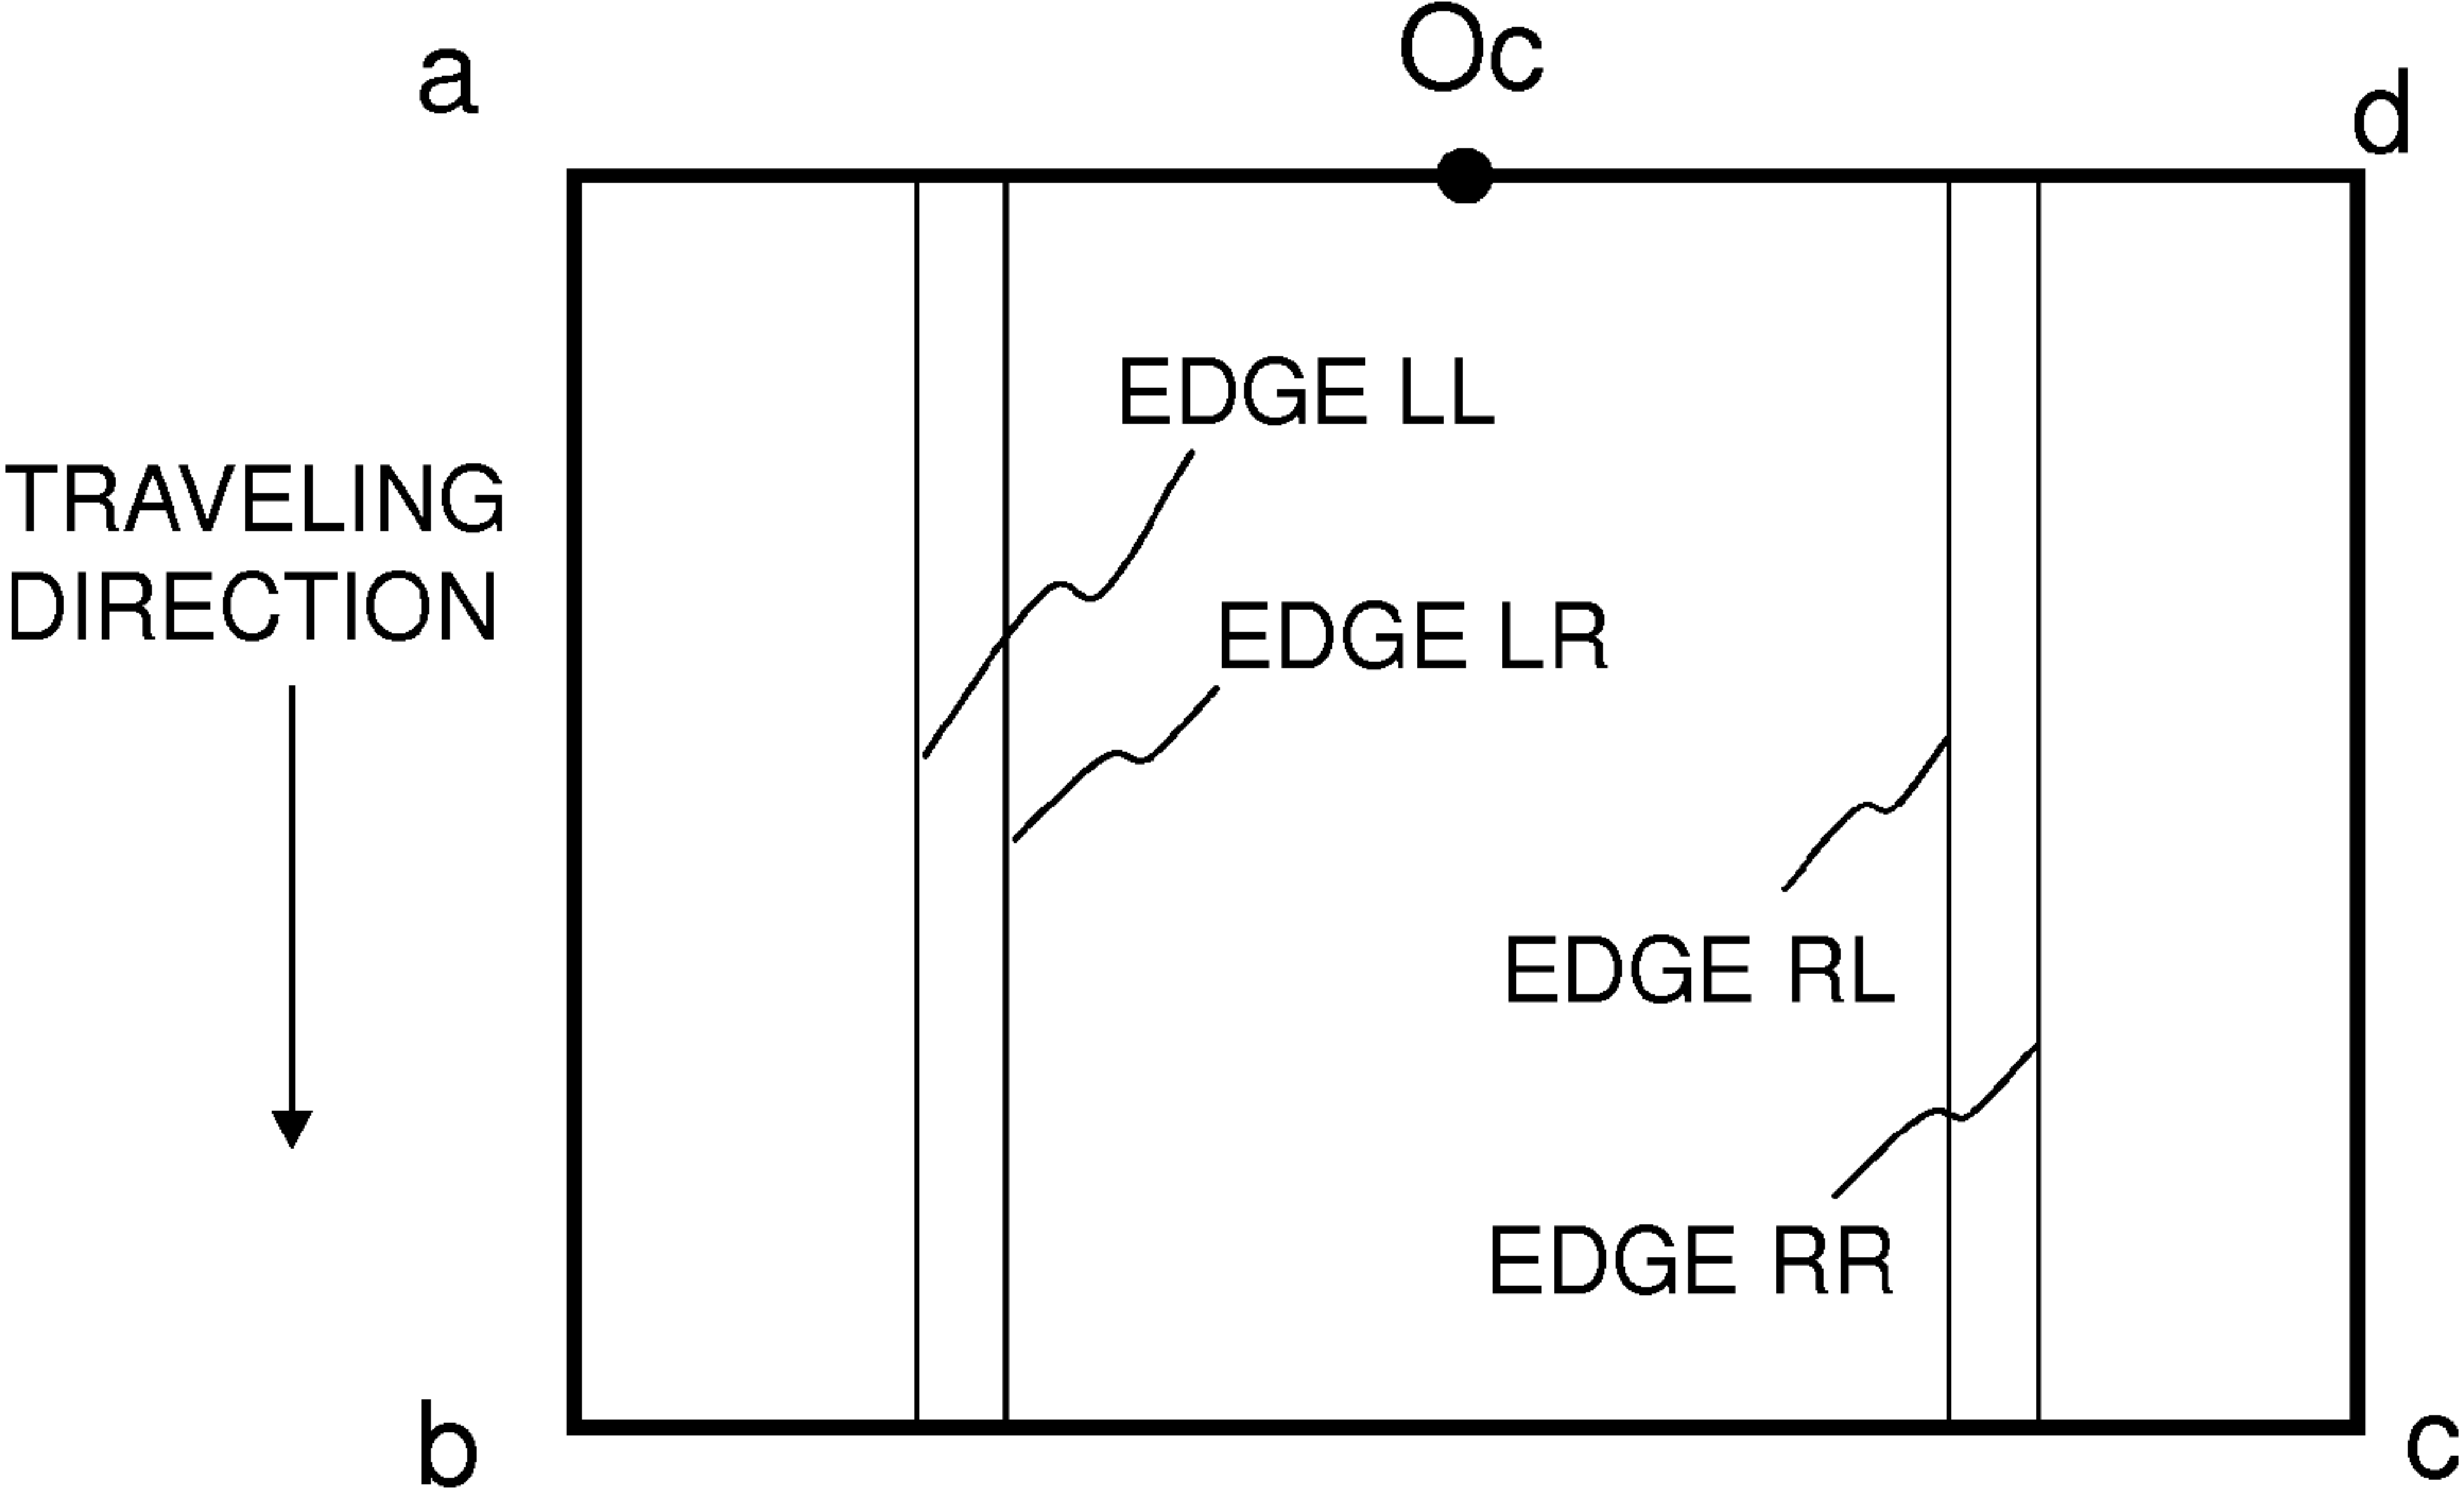 a
Oc
d
EDGE LL
TRAVELING
DIRECTION
EDGE LR
EDGE RL
EDGE RR
b
c